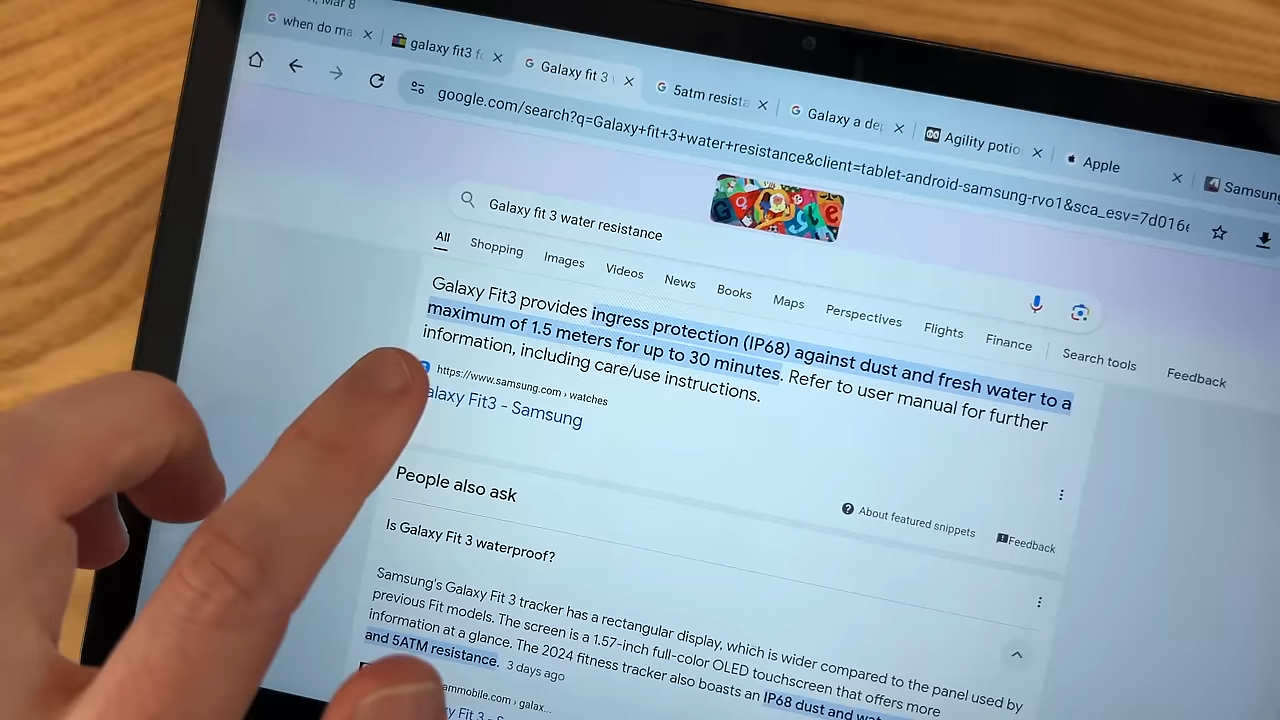 Mar 8
when do ma
galaxy fit3 f
Galaxy fit 3
5atm resista
Galaxy a de
Agility potio
Apple
Samsung
google.com/search?q=Galaxy+fit+3+water+resistance&client=tablet-android-samsung-rvo1&sca_esv=7d016
Galaxy fit 3 water resistance
All
Shopping
Images
Videos
News
Books
Maps
Perspectives
Flights
Finance
Search tools
Feedback
Galaxy Fit3 provides ingress protection (IP68) against dust and fresh water to a
maximum of 1.5 meters for up to 30 minutes. Refer to user manual for further
information, including care/use instructions.
https://www.samsung.com › watches
alaxy Fit3 - Samsung
About featured snippets
Feedback
People also ask
Is Galaxy Fit 3 waterproof?
Samsung's Galaxy Fit 3 tracker has a rectangular display, which is wider compared to the panel used by
previous Fit models. The screen is a 1.57-inch full-color OLED touchscreen that offers more
information at a glance. The 2024 fitness tracker also boasts an IP68 dust and wat
and 5ATM resistance. 3 days ago
ammobile.com › galax...